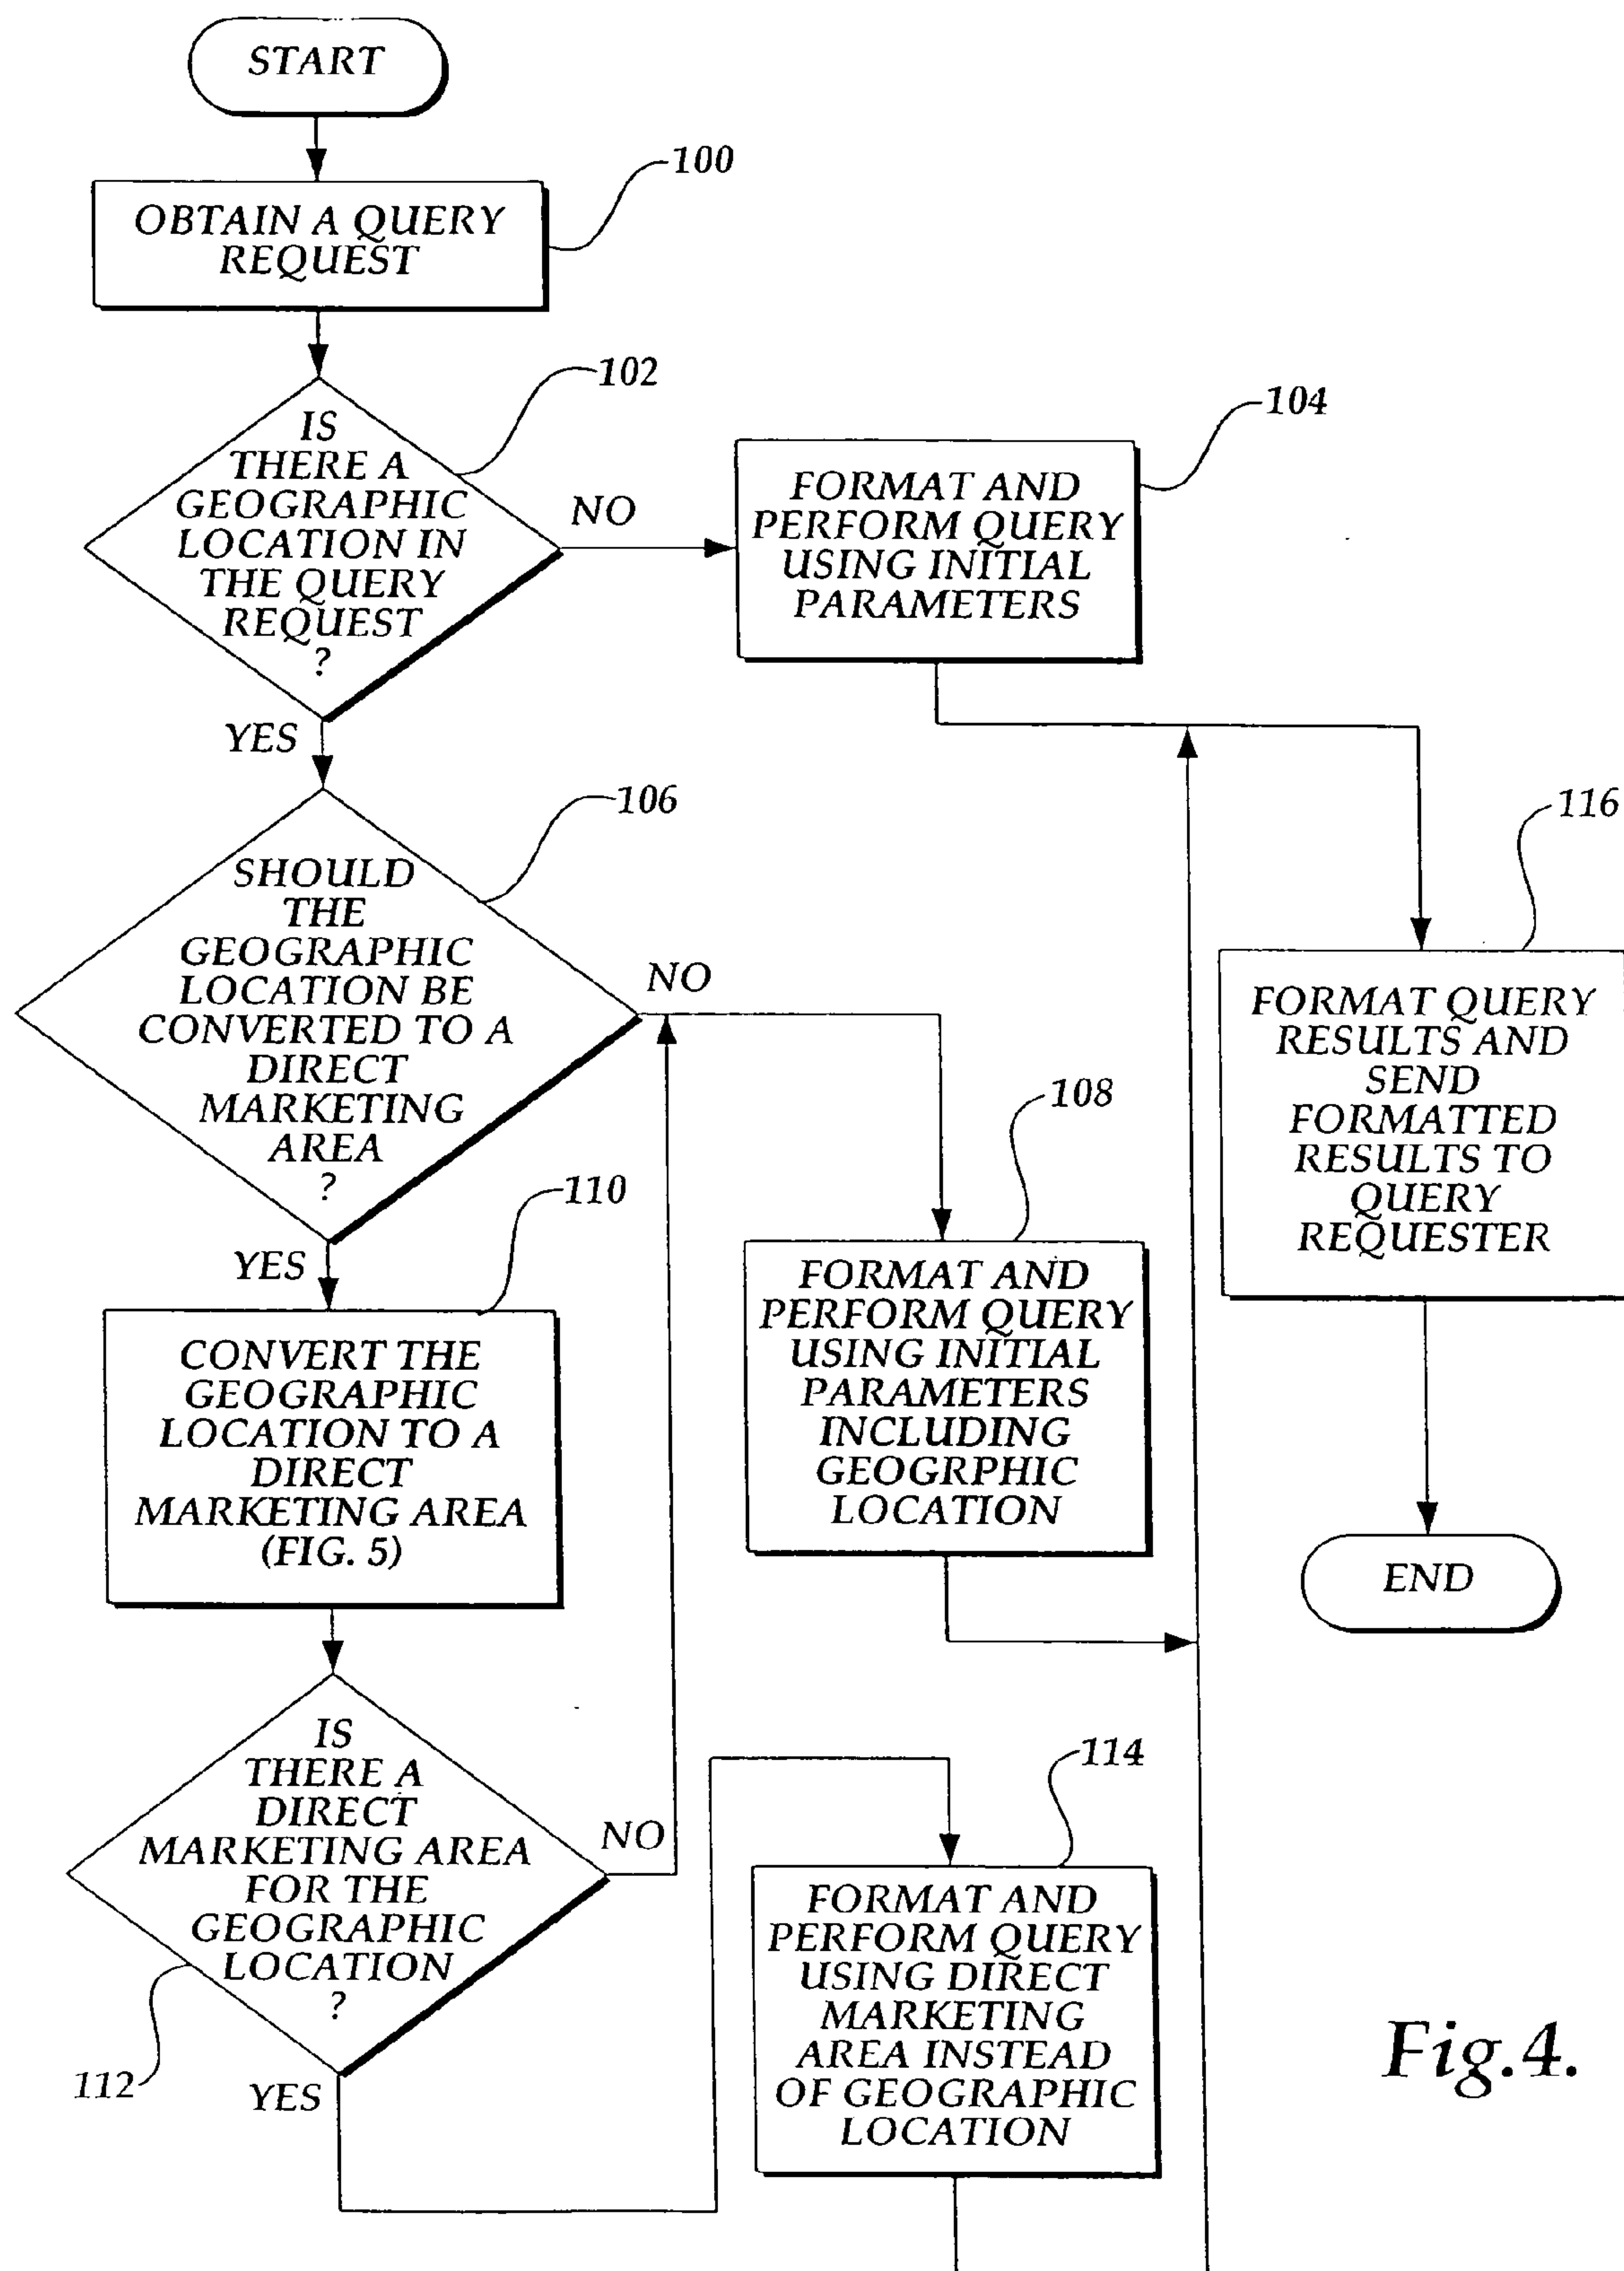 START
100
OBTAIN A QUERY
REQUEST
102
IS
THERE A
GEOGRAPHIC
LOCATION IN
THE QUERY
REQUEST
?
NO
YES
104
FORMAT AND
PERFORM QUERY
USING INITIAL
PARAMETERS
106
SHOULD
THE
GEOGRAPHIC
LOCATION BE
CONVERTED TO A
DIRECT
MARKETING
AREA
?
NO
YES
108
FORMAT AND
PERFORM QUERY
USING INITIAL
PARAMETERS
INCLUDING
GEOGRPHIC
LOCATION
116
FORMAT QUERY
RESULTS AND
SEND
FORMATTED
RESULTS TO
QUERY
REQUESTER
END
110
CONVERT THE
GEOGRAPHIC
LOCATION TO A
DIRECT
MARKETING AREA
(FIG. 5)
IS
THERE A
DIRECT
MARKETING AREA
FOR THE
GEOGRAPHIC
LOCATION
?
NO
112
YES
114
FORMAT AND
PERFORM QUERY
USING DIRECT
MARKETING
AREA INSTEAD
OF GEOGRAPHIC
LOCATION
Fig.4.